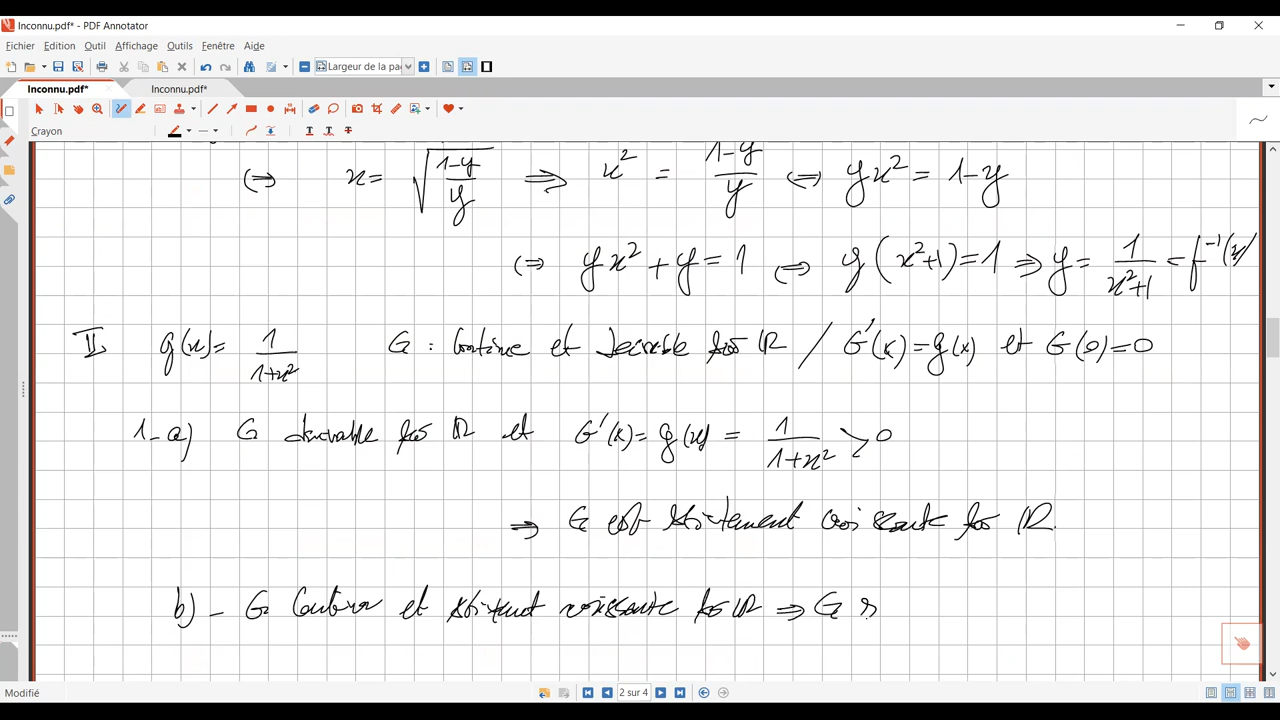 Inconnu.pdf* - PDF Annotator
Fichier Edition Outil Affichage Outils Fenêtre Aide
Largeur de la pa
Inconnu.pdf* Inconnu.pdf*
Crayon
⇔ x = √((1-y)/y) ⇒ x² = (1-y)/y ⇔ yx² = 1-y
⇔ yx² + y = 1 ⇔ y(x²+1) = 1 ⇒ y = 1/(x²+1) = f⁻¹(x)
II g(x) = 1/(1+x²) G : continue et dérivable sur ℝ / G'(x) = g(x) et G(0) = 0
1-a) G dérivable sur ℝ et G'(x) = g(x) = 1/(1+x²) > 0
⇒ G est strictement croissante sur ℝ.
b) - G continue et strictement croissante sur ℝ ⇒ G
Modifié
2 sur 4